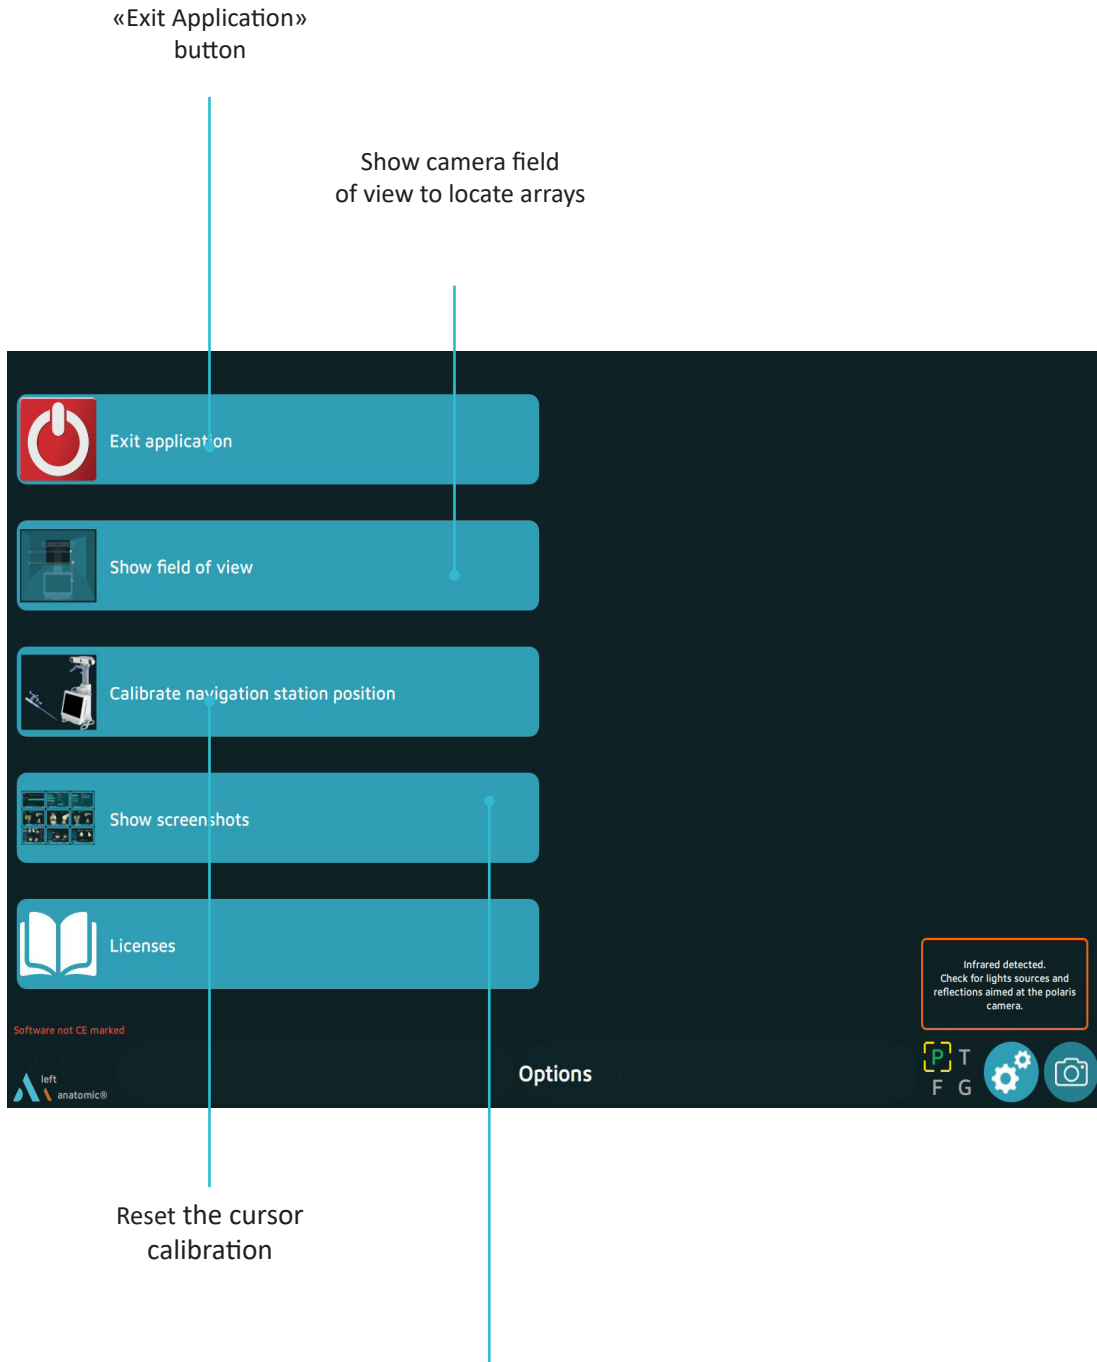 «Exit Application»
button
Show camera field
of view to locate arrays
Exit application
Show field of view
Calibrate navigation station position
Show screenshots
Licenses
Infrared detected.
Check for lights sources and
reflections aimed at the polaris
camera.
Software not CE marked
left
anatomic®
Options
P T
F G
Reset the cursor
calibration